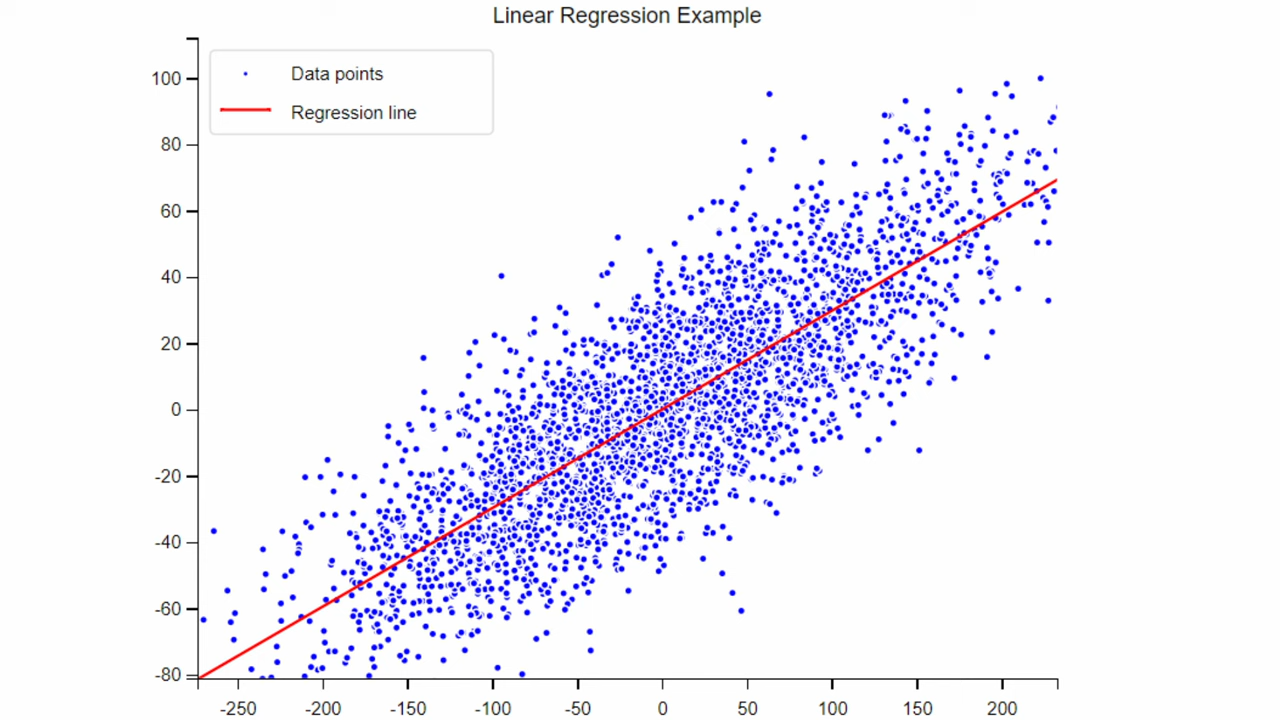 Linear Regression Example
Data points
Regression line
100
80
60
40
20
0
-20
-40
-60
-80
-250 -200 -150 -100 -50 0 50 100 150 200